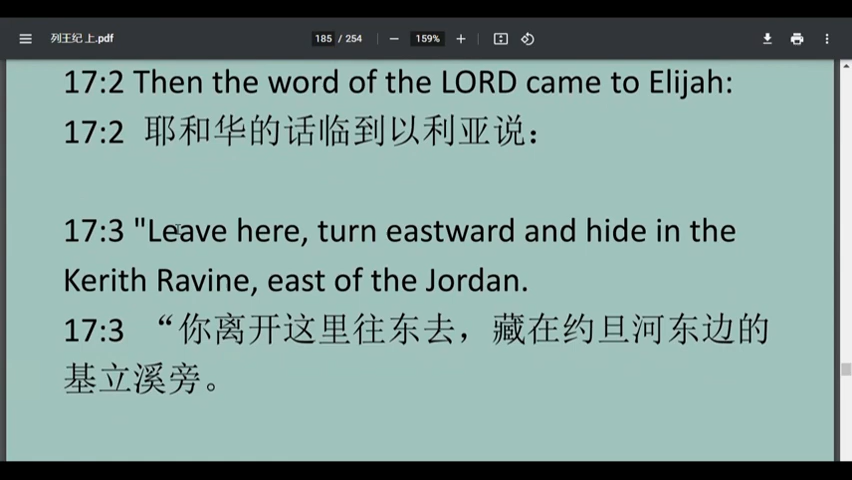 列王纪 上.pdf
185 / 254
159%
17:2 Then the word of the LORD came to Elijah:
17:2 耶和华的话临到以利亚说：
17:3 "Leave here, turn eastward and hide in the
Kerith Ravine, east of the Jordan.
17:3 “你离开这里往东去，藏在约旦河东边的
基立溪旁。